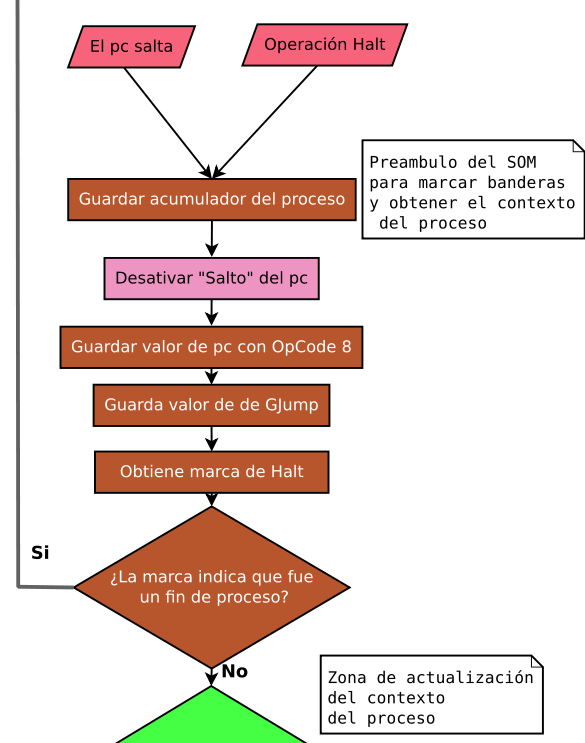 El pc salta
Operación Halt
Preambulo del SOM
para marcar banderas
y obtener el contexto
del proceso
Guardar acumulador del proceso
Desativar "Salto" del pc
Guardar valor de pc con OpCode 8
Guarda valor de de GJump
Obtiene marca de Halt
Si
¿La marca indica que fue
un fin de proceso?
No
Zona de actualización
del contexto
del proceso